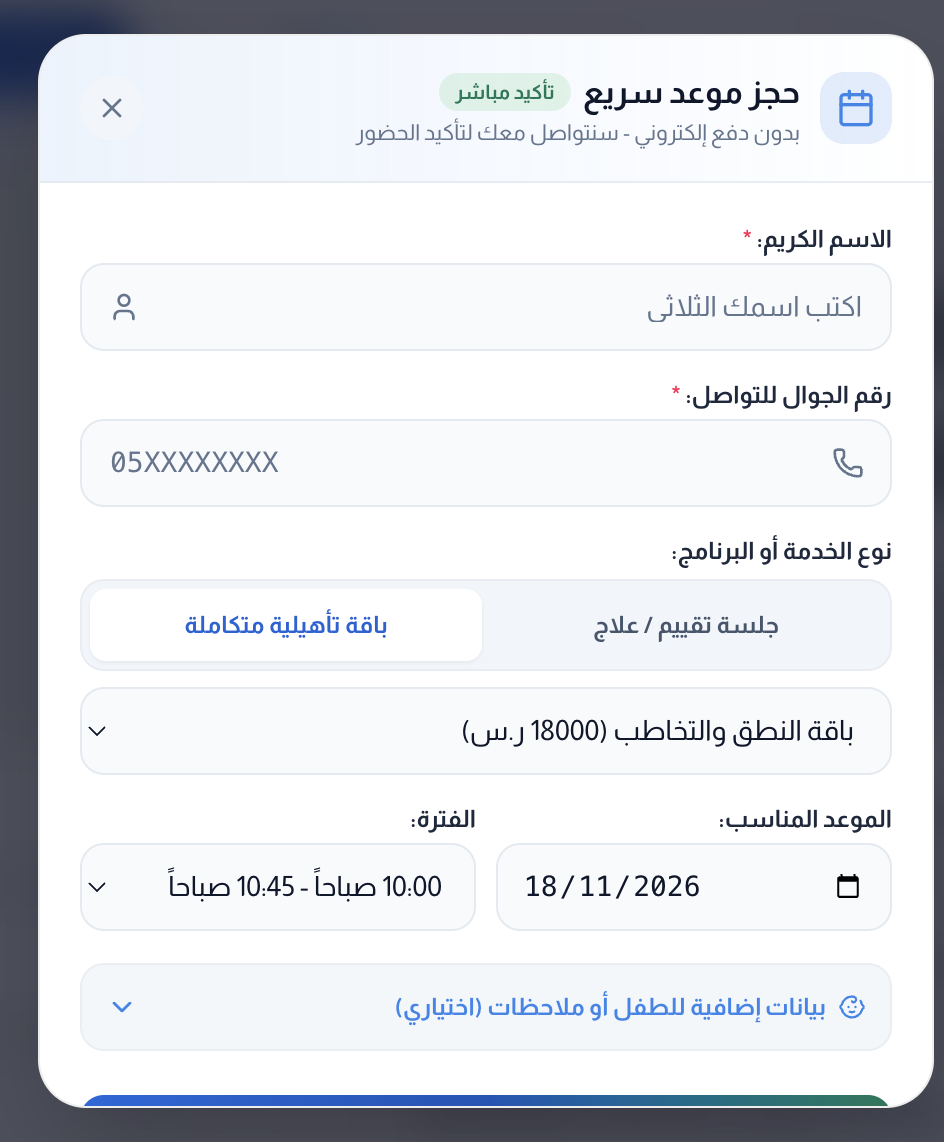 حجز موعد سريع تأكيد مباشر
بدون دفع إلكتروني - سنتواصل معك لتأكيد الحضور
الاسم الكريم: *
اكتب اسمك الثلاثي
رقم الجوال للتواصل: *
05XXXXXXXX
نوع الخدمة أو البرنامج:
جلسة تقييم / علاج
باقة تأهيلية متكاملة
باقة النطق والتخاطب (18000 ر.س)
الموعد المناسب:
18/11/2026
الفترة:
10:00 صباحاً - 10:45 صباحاً
بيانات إضافية للطفل أو ملاحظات (اختياري)